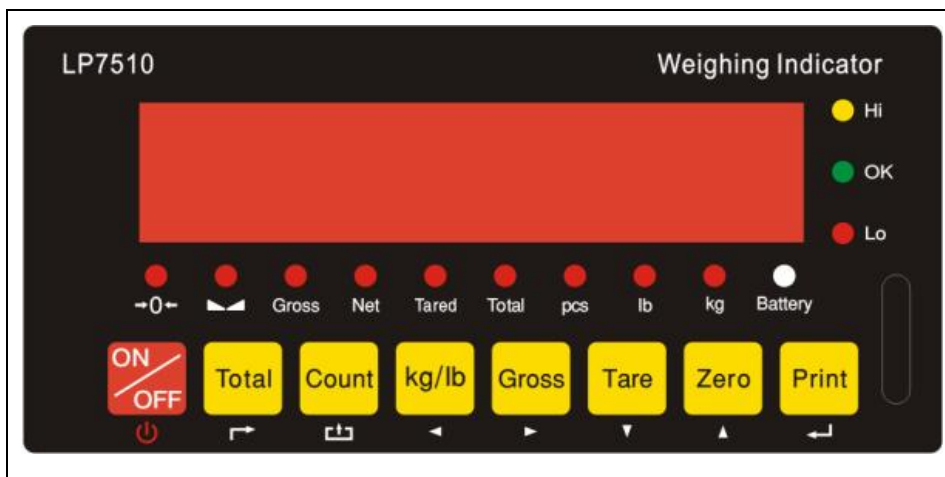 LP7510 Weighing Indicator
Hi
OK
Lo
→0← Gross Net Tared Total pcs lb kg Battery
ON/OFF Total Count kg/lb Gross Tare Zero Print